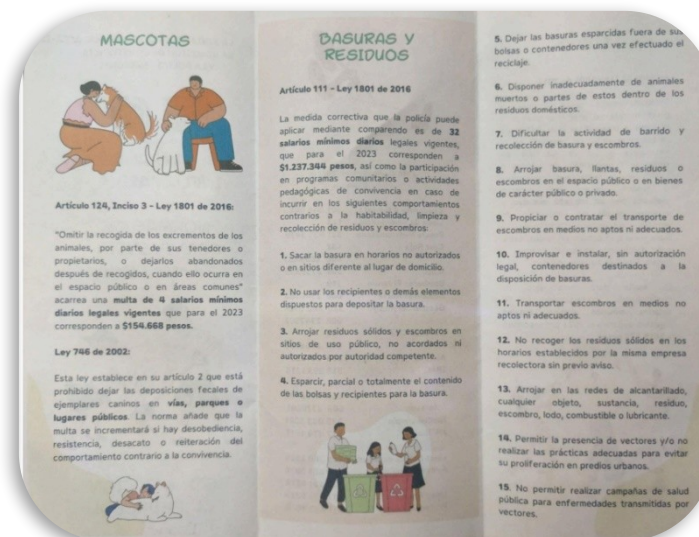 MASCOTAS
Artículo 124, Inciso 3 - Ley 1801 de 2016:
"Omitir la recogida de los excrementos de los
animales, por parte de sus tenedores o
propietarios, o dejarlos abandonados
después de recogidos, cuando ello ocurra en
el espacio público o en áreas comunes"
acarrea una multa de 4 salarios mínimos
diarios legales vigentes que para el 2023
corresponden a $154.668 pesos.
Ley 746 de 2002:
Esta ley establece en su artículo 2 que está
prohibido dejar las deposiciones fecales de
ejemplares caninos en vías, parques o
lugares públicos. La norma añade que la
multa se incrementará si hay desobediencia,
resistencia, desacato o reiteración del
comportamiento contrario a la convivencia.
BASURAS Y
RESIDUOS
Artículo 111 - Ley 1801 de 2016
La medida correctiva que la policía puede
aplicar mediante comparendo es de 32
salarios mínimos diarios legales vigentes,
que para el 2023 corresponden a
$1.237.344 pesos, así como la participación
en programas comunitarios o actividades
pedagógicas de convivencia en caso de
incurrir en los siguientes comportamientos
contrarios a la habitabilidad, limpieza y
recolección de residuos y escombros:
1. Sacar la basura en horarios no autorizados
o en sitios diferente al lugar de domicilio.
2. No usar los recipientes o demás elementos
dispuestos para depositar la basura.
3. Arrojar residuos sólidos y escombros en
sitios de uso público, no acordados ni
autorizados por autoridad competente.
4. Esparcir, parcial o totalmente el contenido
de las bolsas y recipientes para la basura.
5. Dejar las basuras esparcidas fuera de sus
bolsas o contenedores una vez efectuado el
reciclaje.
6. Disponer inadecuadamente de animales
muertos o partes de estos dentro de los
residuos domésticos.
7. Dificultar la actividad de barrido y
recolección de basura y escombros.
8. Arrojar basura, llantas, residuos o
escombros en el espacio público o en bienes
de carácter público o privado.
9. Propiciar o contratar el transporte de
escombros en medios no aptos ni adecuados.
10. Improvisar e instalar, sin autorización
legal, contenedores destinados a la
disposición de basuras.
11. Transportar escombros en medios no
aptos ni adecuados.
12. No recoger los residuos sólidos en los
horarios establecidos por la misma empresa
recolectora sin previo aviso.
13. Arrojar en las redes de alcantarillado,
cualquier objeto, sustancia, residuo,
escombro, lodo, combustible o lubricante.
14. Permitir la presencia de vectores y/o no
realizar las prácticas adecuadas para evitar
su proliferación en predios urbanos.
15. No permitir realizar campañas de salud
pública para enfermedades transmitidas por
vectores.